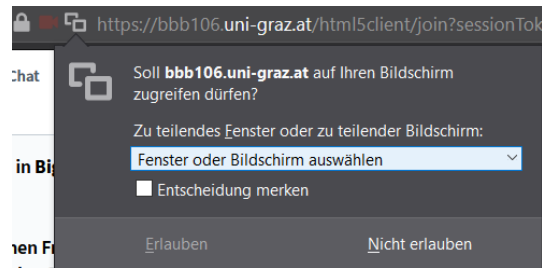 https://bbb106.uni-graz.at/html5client/join?sessionTok
Chat
Soll bbb106.uni-graz.at auf Ihren Bildschirm
zugreifen dürfen?
Zu teilendes Fenster oder zu teilender Bildschirm:
Fenster oder Bildschirm auswählen
in Big
Entscheidung merken
Erlauben
Nicht erlauben